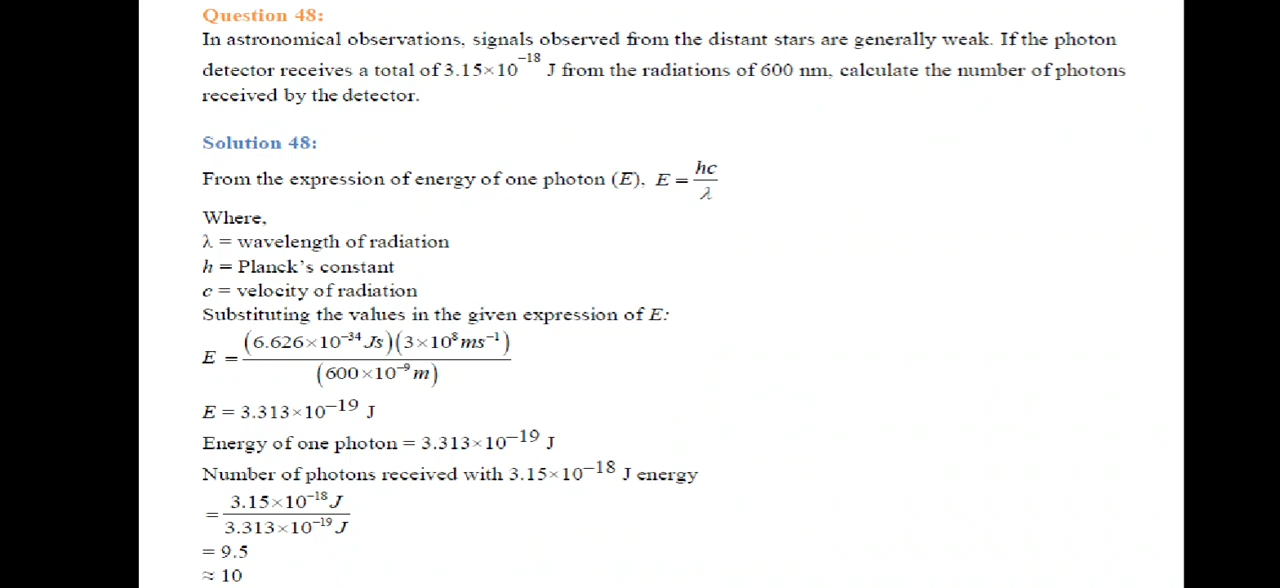 Question 48:
In astronomical observations, signals observed from the distant stars are generally weak. If the photon
detector receives a total of 3.15×10⁻¹⁸ J from the radiations of 600 nm, calculate the number of photons
received by the detector.
Solution 48:
From the expression of energy of one photon (E), E = hc/λ
Where,
λ = wavelength of radiation
h = Planck's constant
c = velocity of radiation
Substituting the values in the given expression of E:
E = (6.626×10⁻³⁴ Js)(3×10⁸ ms⁻¹)/(600×10⁻⁹ m)
E = 3.313×10⁻¹⁹ J
Energy of one photon = 3.313×10⁻¹⁹ J
Number of photons received with 3.15×10⁻¹⁸ J energy
= 3.15×10⁻¹⁸ J/3.313×10⁻¹⁹ J
= 9.5
≈ 10